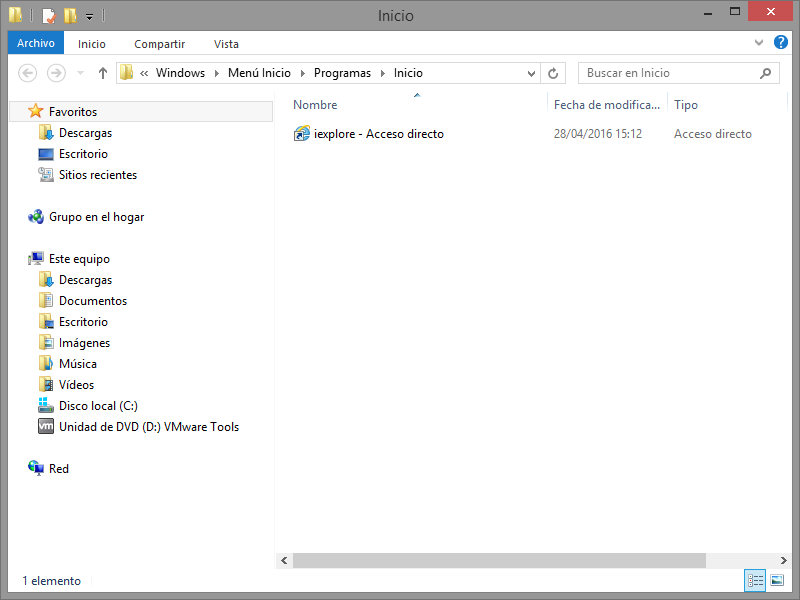 Inicio
Archivo Inicio Compartir Vista
« Windows Menú Inicio Programas Inicio Buscar en Inicio
Favoritos
Descargas
Escritorio
Sitios recientes
Grupo en el hogar
Este equipo
Descargas
Documentos
Escritorio
Imágenes
Música
Vídeos
Disco local (C:)
vm Unidad de DVD (D:) VMware Tools
Red
Nombre Fecha de modifica... Tipo
iexplore - Acceso directo 28/04/2016 15:12 Acceso directo
1 elemento